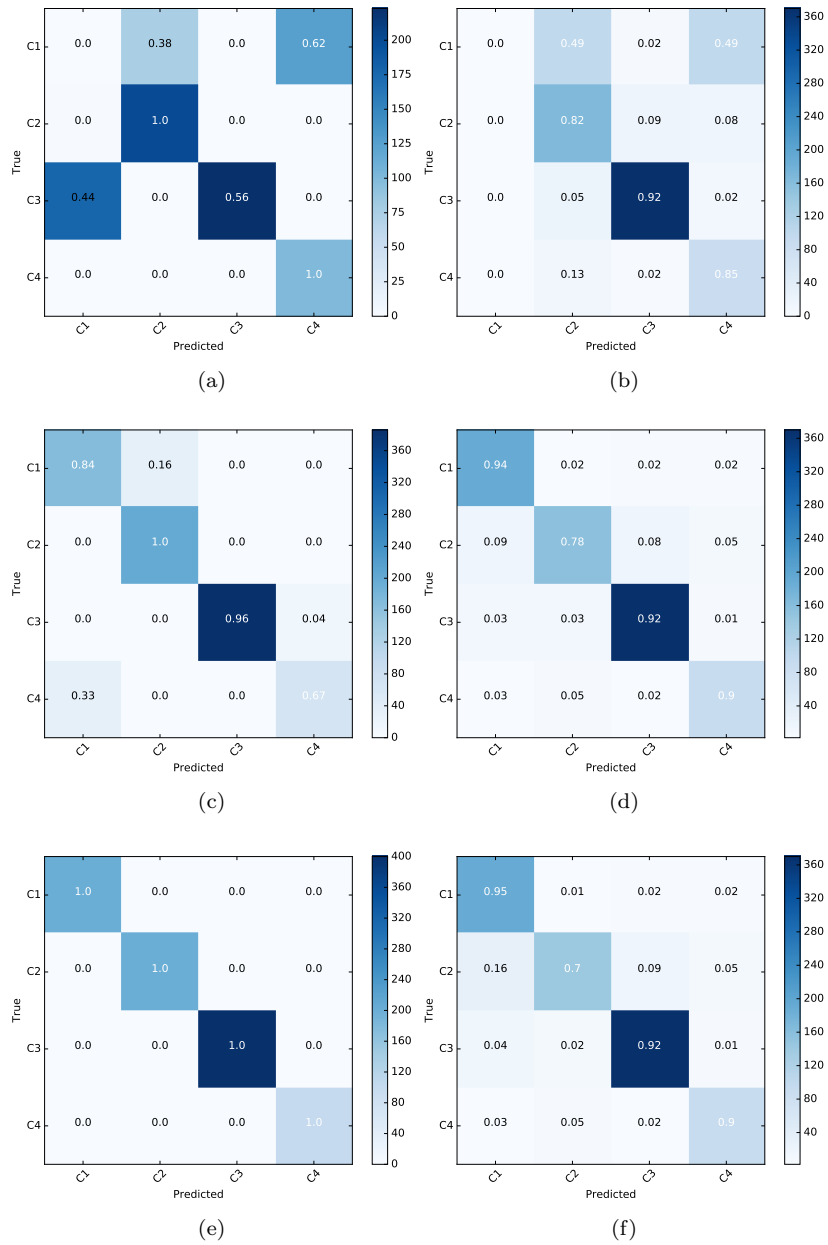 C1 0.0 0.38 0.0 0.62
C2 0.0 1.0 0.0 0.0
C3 0.44 0.0 0.56 0.0
C4 0.0 0.0 0.0 1.0
True
C1 C2 C3 C4
Predicted
200
175
150
125
100
75
50
25
0
(a)
C1 0.0 0.49 0.02 0.49
C2 0.0 0.82 0.09 0.08
C3 0.0 0.05 0.92 0.02
C4 0.0 0.13 0.02 0.85
True
C1 C2 C3 C4
Predicted
360
320
280
240
200
160
120
80
40
0
(b)
C1 0.84 0.16 0.0 0.0
C2 0.0 1.0 0.0 0.0
C3 0.0 0.0 0.96 0.04
C4 0.33 0.0 0.0 0.67
True
C1 C2 C3 C4
Predicted
360
320
280
240
200
160
120
80
40
0
(c)
C1 0.94 0.02 0.02 0.02
C2 0.09 0.78 0.08 0.05
C3 0.03 0.03 0.92 0.01
C4 0.03 0.05 0.02 0.9
True
C1 C2 C3 C4
Predicted
360
320
280
240
200
160
120
80
40
(d)
C1 1.0 0.0 0.0 0.0
C2 0.0 1.0 0.0 0.0
C3 0.0 0.0 1.0 0.0
C4 0.0 0.0 0.0 1.0
True
C1 C2 C3 C4
Predicted
400
360
320
280
240
200
160
120
80
40
0
(e)
C1 0.95 0.01 0.02 0.02
C2 0.16 0.7 0.09 0.05
C3 0.04 0.02 0.92 0.01
C4 0.03 0.05 0.02 0.9
True
C1 C2 C3 C4
Predicted
360
320
280
240
200
160
120
80
40
(f)